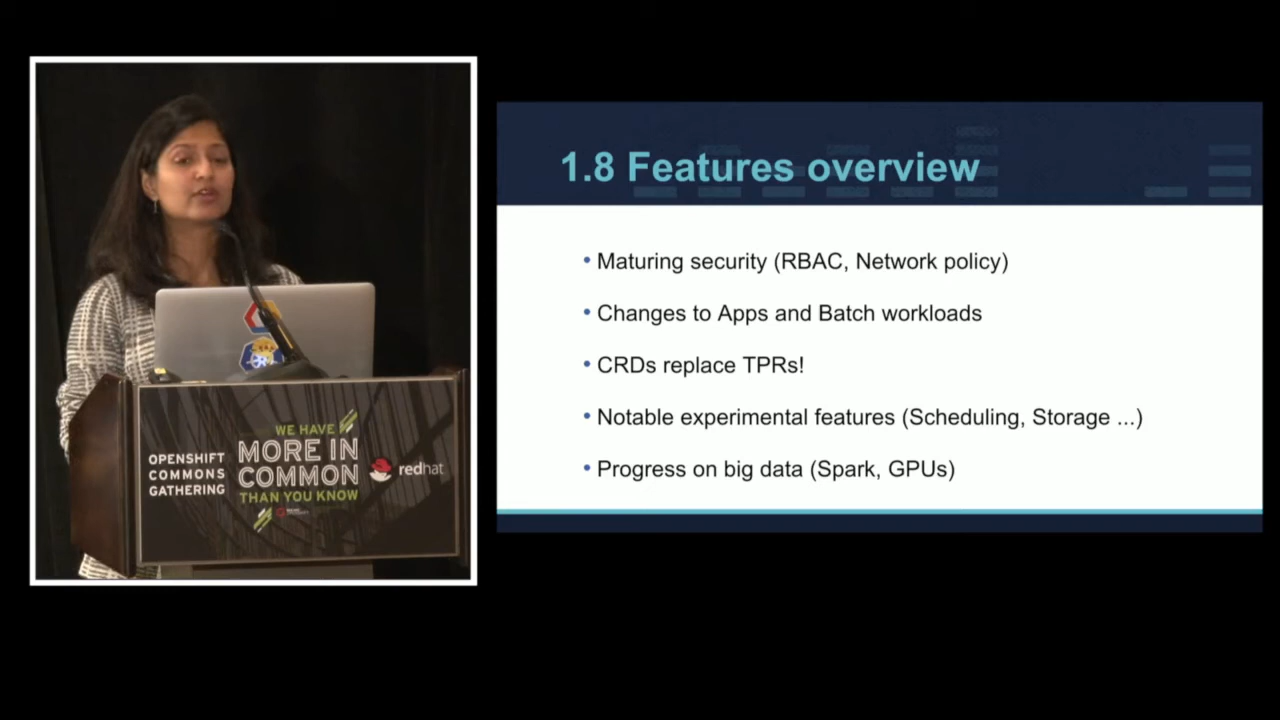 1.8 Features overview
• Maturing security (RBAC, Network policy)
• Changes to Apps and Batch workloads
• CRDs replace TPRs!
• Notable experimental features (Scheduling, Storage ...)
• Progress on big data (Spark, GPUs)
OPENSHIFT
COMMONS
GATHERING
WE HAVE
MORE IN
COMMON
THAN YOU KNOW
redhat